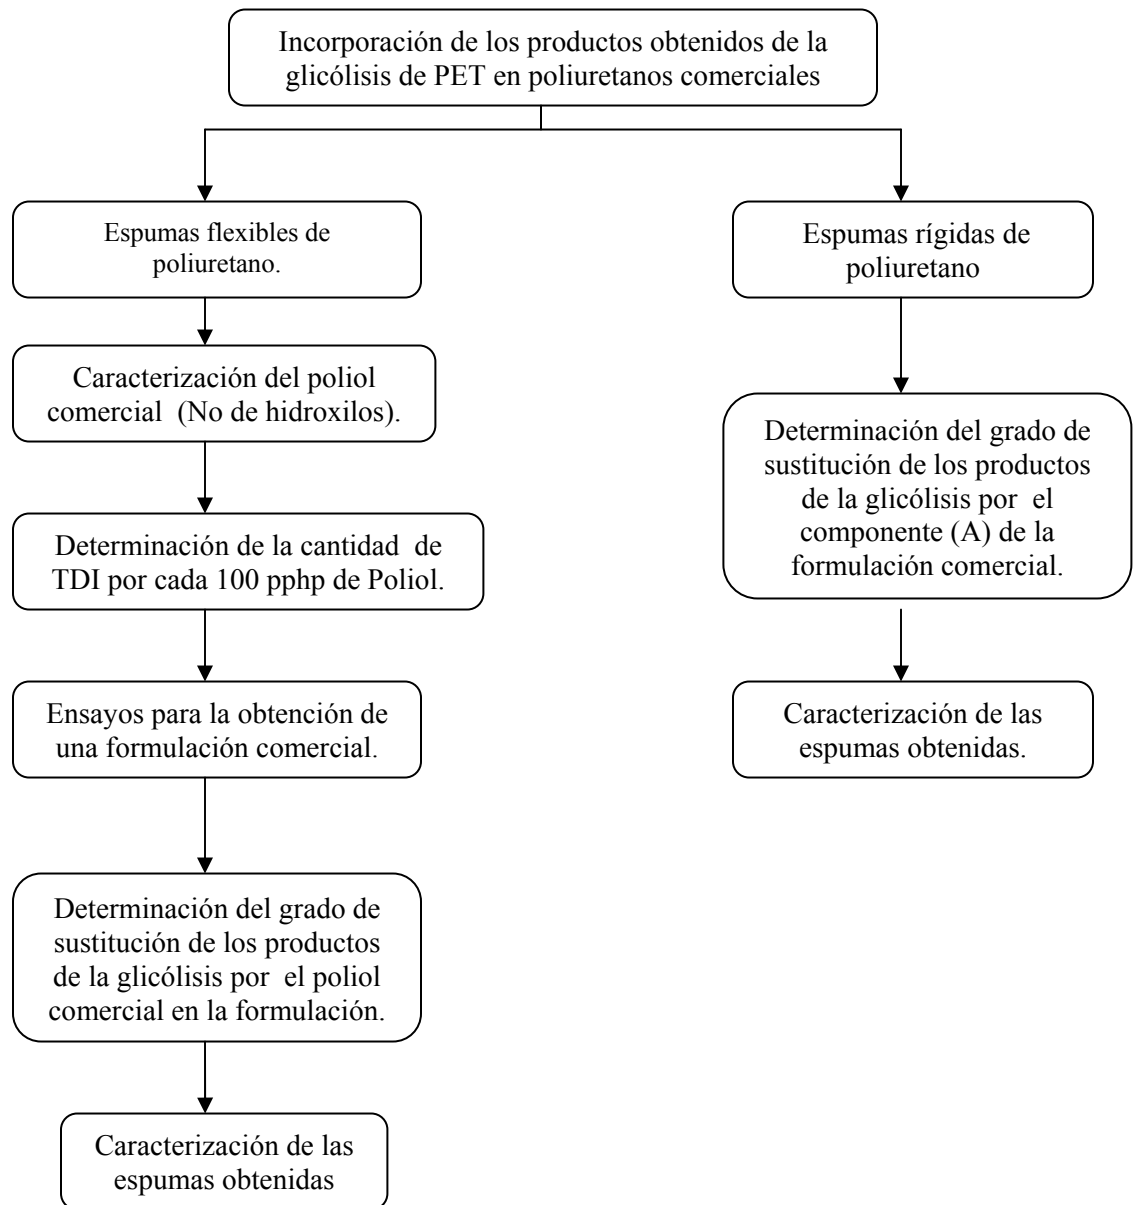 Incorporación de los productos obtenidos de la
glicólisis de PET en poliuretanos comerciales
Espumas flexibles de
poliuretano.
Espumas rígidas de
poliuretano
Caracterización del poliol
comercial (No de hidroxilos).
Determinación del grado de
sustitución de los productos
de la glicólisis por el
componente (A) de la
formulación comercial.
Determinación de la cantidad de
TDI por cada 100 pphp de Poliol.
Ensayos para la obtención de
una formulación comercial.
Caracterización de las
espumas obtenidas.
Determinación del grado de
sustitución de los productos
de la glicólisis por el poliol
comercial en la formulación.
Caracterización de las
espumas obtenidas